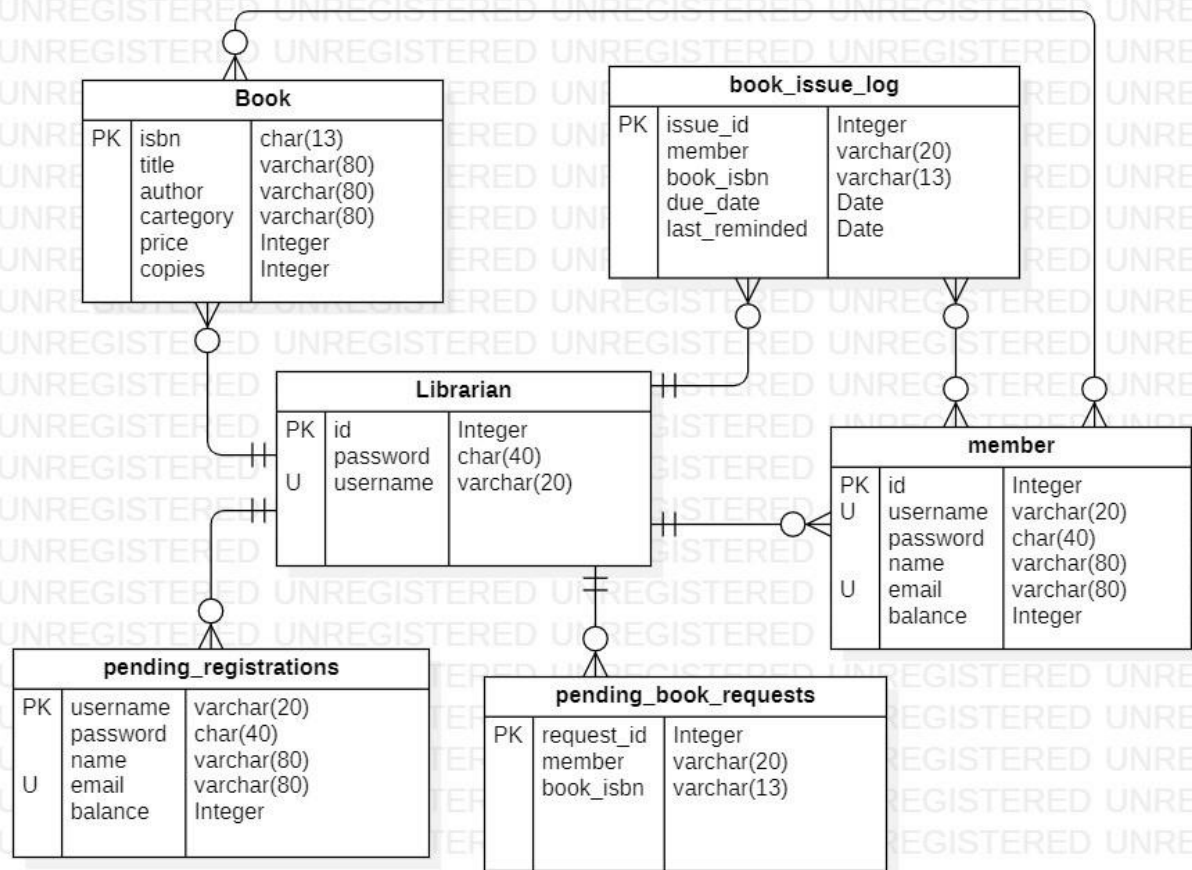 Book
PK isbn char(13)
title varchar(80)
author varchar(80)
cartegory varchar(80)
price Integer
copies Integer
book_issue_log
PK issue_id Integer
member varchar(20)
book_isbn varchar(13)
due_date Date
last_reminded Date
Librarian
PK id Integer
password char(40)
U username varchar(20)
member
PK id Integer
U username varchar(20)
password char(40)
name varchar(80)
U email varchar(80)
balance Integer
pending_registrations
PK username varchar(20)
password char(40)
name varchar(80)
U email varchar(80)
balance Integer
pending_book_requests
PK request_id Integer
member varchar(20)
book_isbn varchar(13)
UNREGISTERED